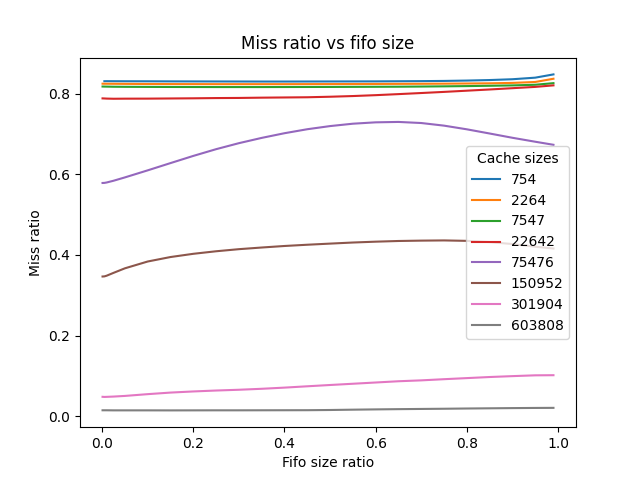 Miss ratio vs fifo size
Miss ratio
0.8
0.6
0.4
0.2
0.0
Cache sizes
754
2264
7547
22642
75476
150952
301904
603808
0.0 0.2 0.4 0.6 0.8 1.0
Fifo size ratio